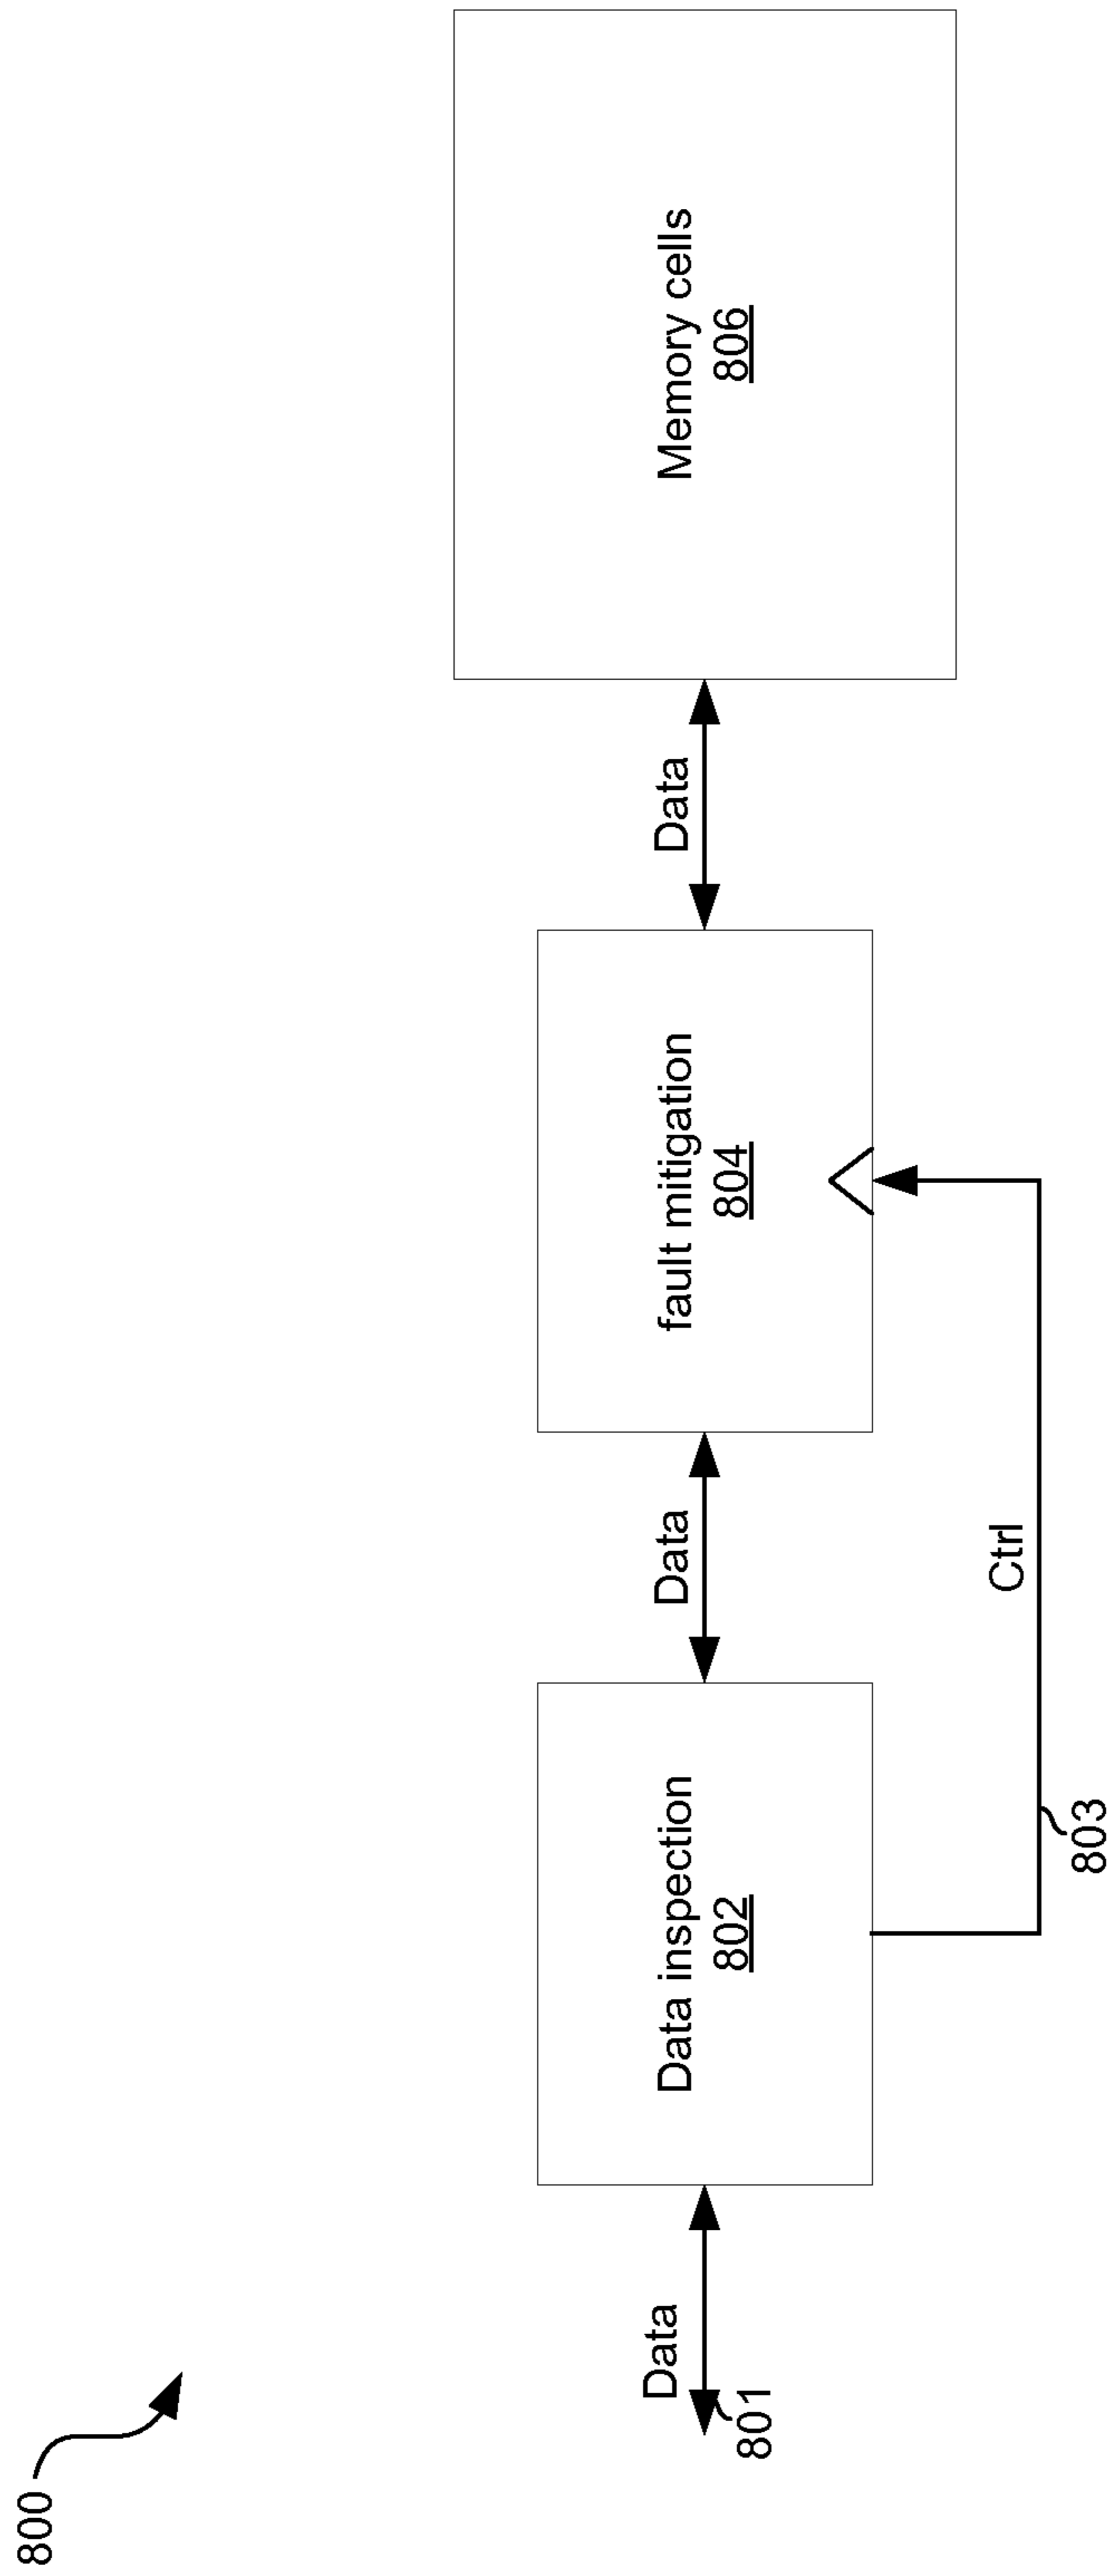 800
Data
801
Data inspection
802
Data
fault mitigation
804
Data
Memory cells
806
Ctrl
803